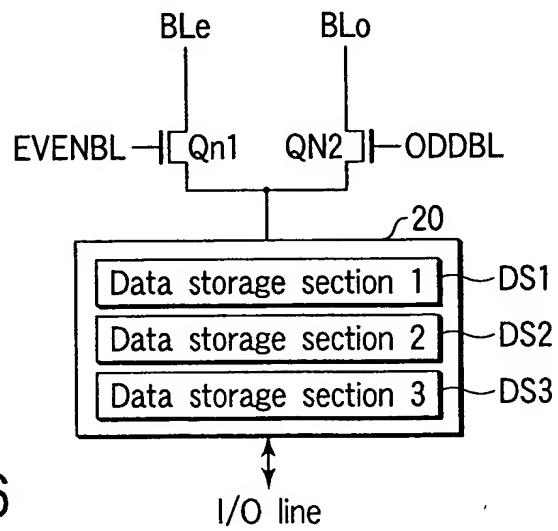 BLe BLo
EVENBL Qn1 QN2 ODDBL
20
Data storage section 1 DS1
Data storage section 2 DS2
Data storage section 3 DS3
6
I/O line